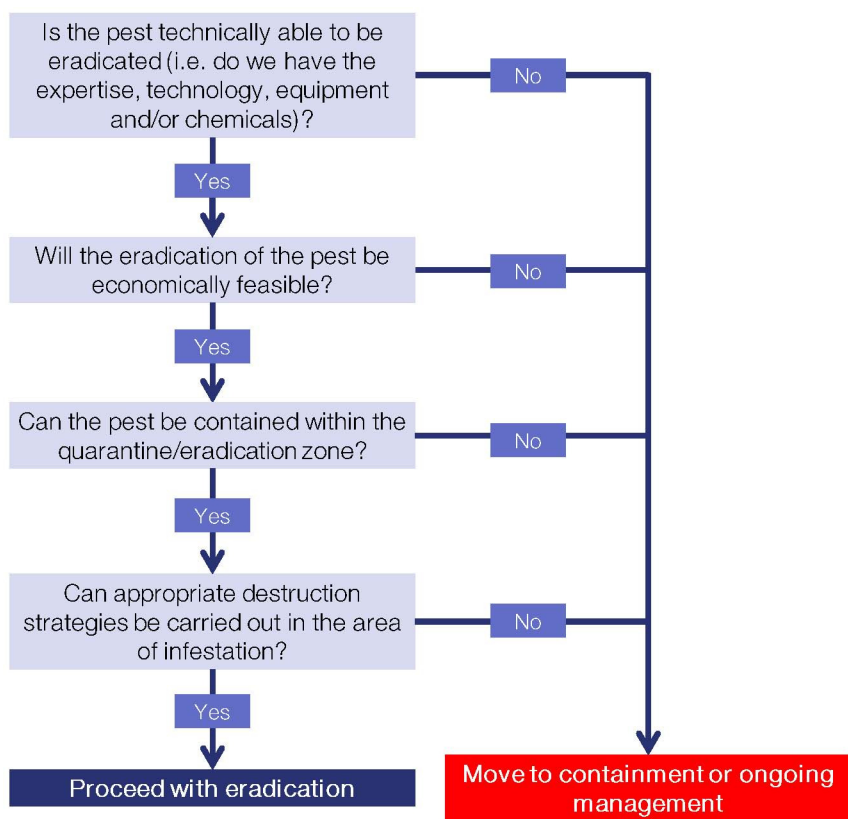 Is the pest technically able to be
eradicated (i.e. do we have the
expertise, technology, equipment
and/or chemicals)?
No
Yes
Will the eradication of the pest be
economically feasible?
No
Yes
Can the pest be contained within the
quarantine/eradication zone?
No
Yes
Can appropriate destruction
strategies be carried out in the area
of infestation?
No
Yes
Proceed with eradication
Move to containment or ongoing
management